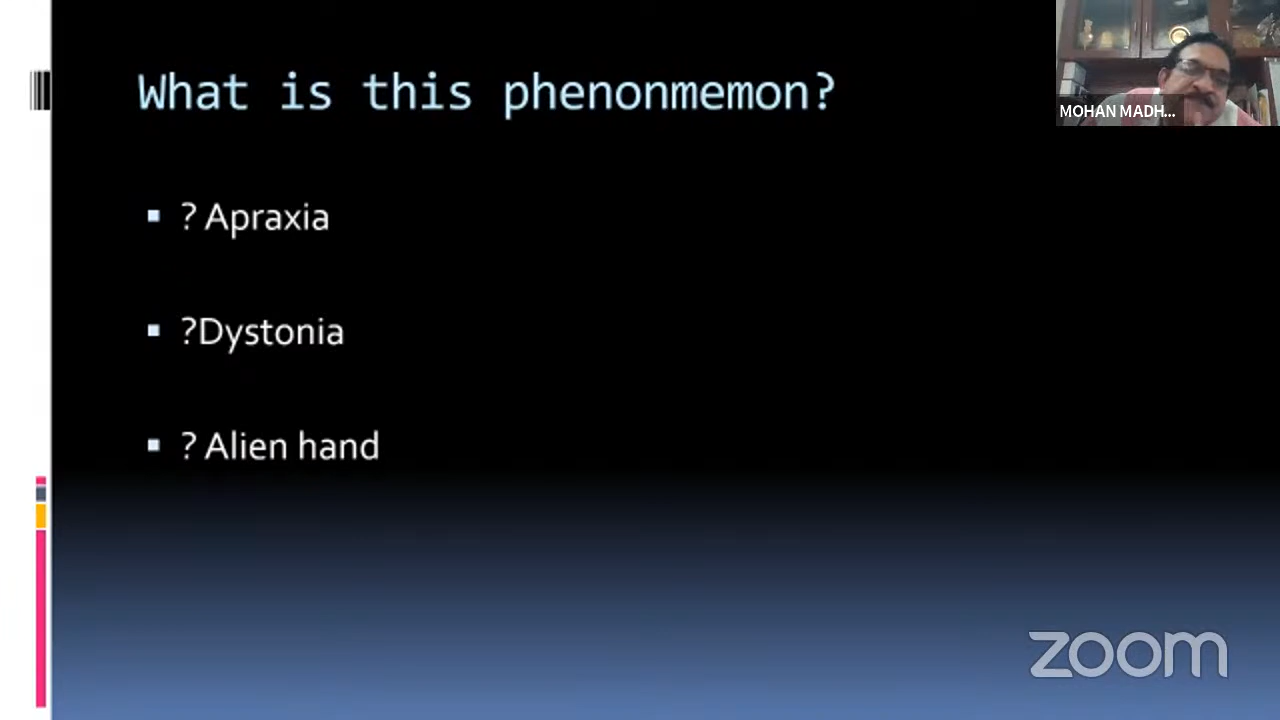 What is this phenonmemon?
MOHAN MADH...
? Apraxia
?Dystonia
? Alien hand
zoom